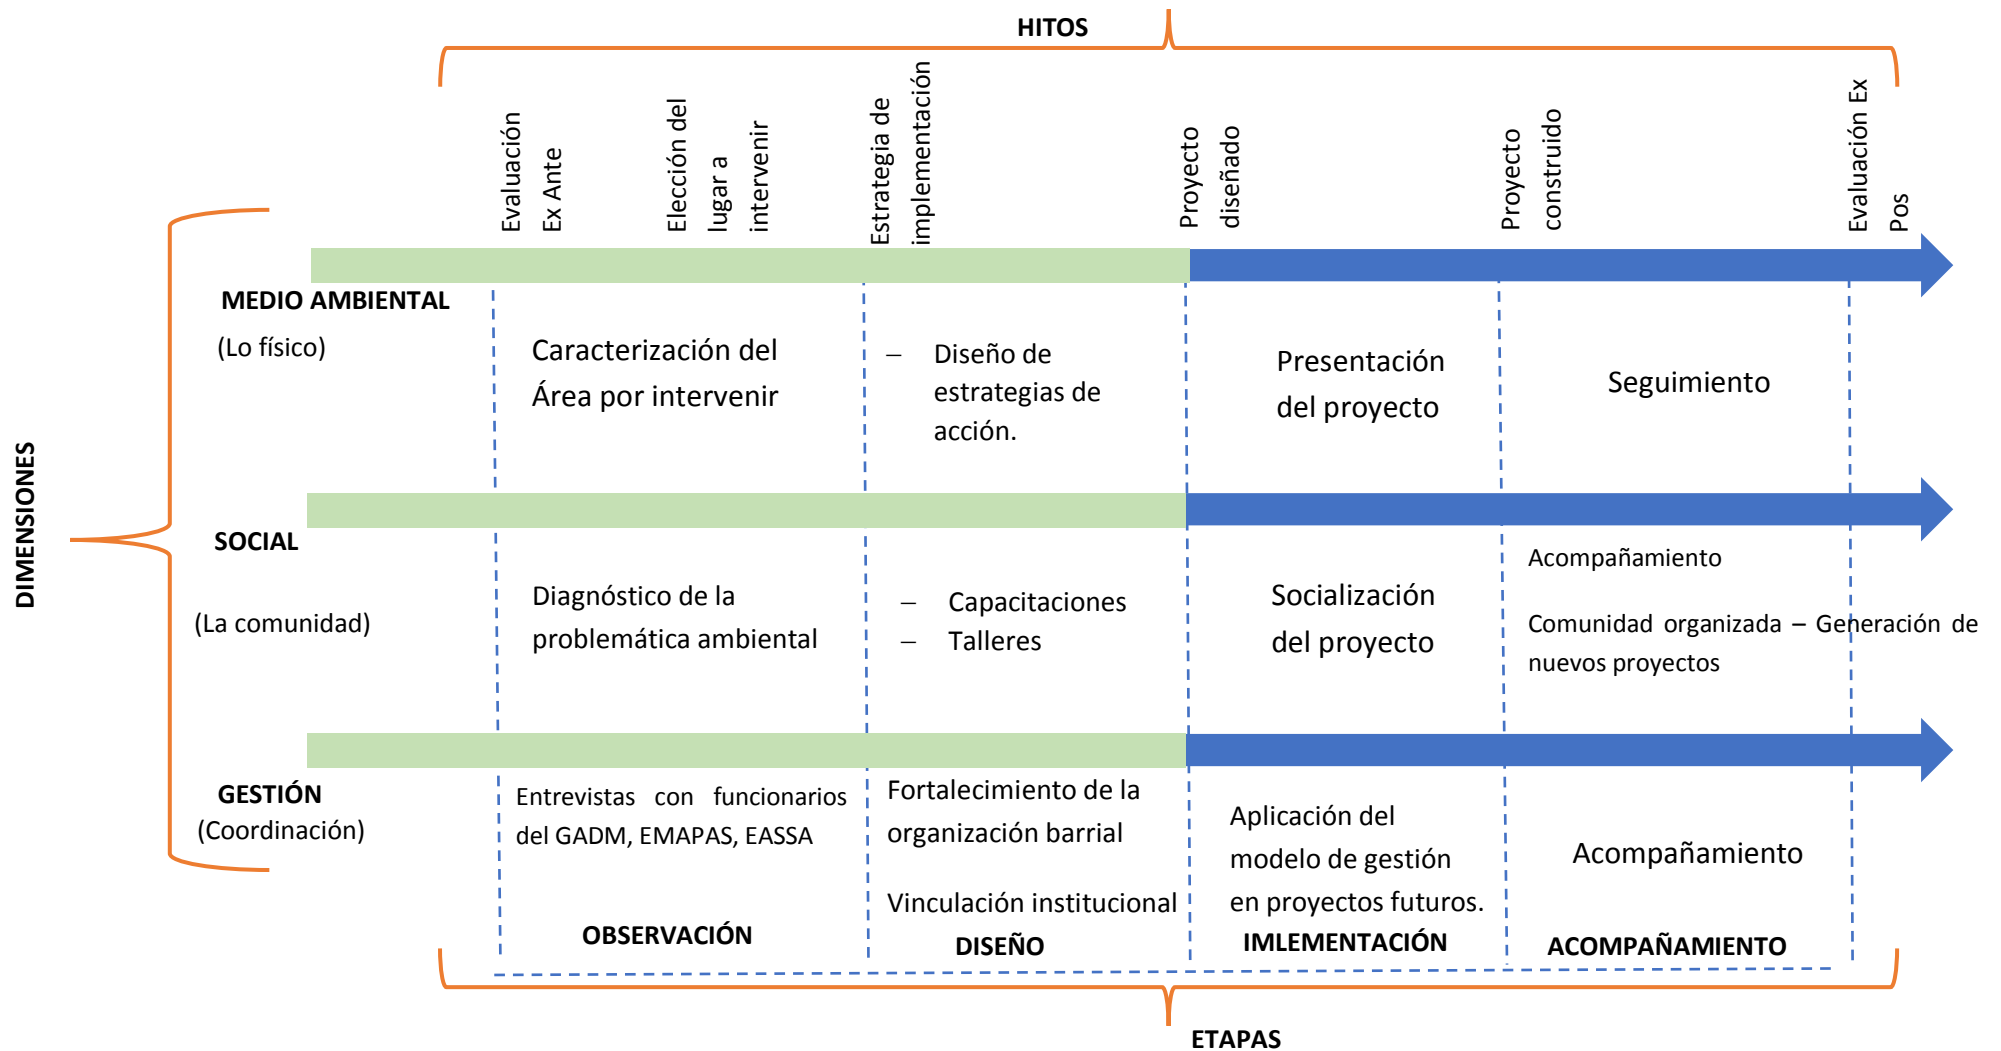 HITOS
Evaluación
Ex Ante
Elección del
lugar a
intervenir
Estrategia de
implementación
Proyecto
diseñado
Proyecto
construido
Evaluación Ex
Pos
DIMENSIONES
MEDIO AMBIENTAL
(Lo físico)
Caracterización del
Área por intervenir
– Diseño de
estrategias de
acción.
Presentación
del proyecto
Seguimiento
SOCIAL
(La comunidad)
Diagnóstico de la
problemática ambiental
– Capacitaciones
– Talleres
Socialización
del proyecto
Acompañamiento
Comunidad organizada – Generación de
nuevos proyectos
GESTIÓN
(Coordinación)
Entrevistas con funcionarios
del GADM, EMAPAS, EASSA
Fortalecimiento de la
organización barrial
Vinculación institucional
Aplicación del
modelo de gestión
en proyectos futuros.
Acompañamiento
OBSERVACIÓN
DISEÑO
IMLEMENTACIÓN
ACOMPAÑAMIENTO
ETAPAS